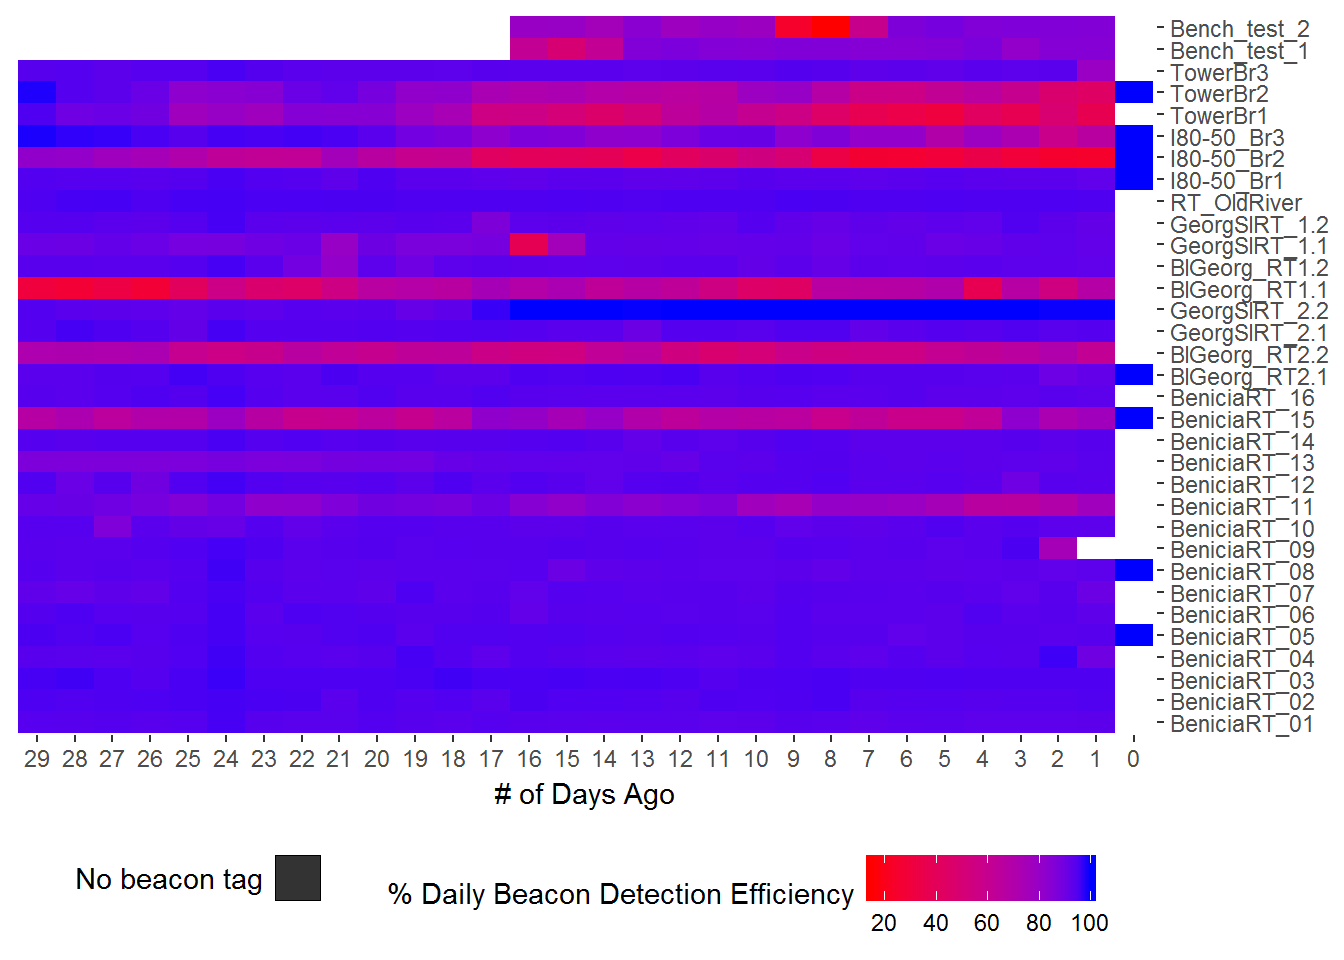 Bench_test_2
Bench_test_1
TowerBr3
TowerBr2
TowerBr1
I80-50_Br3
I80-50_Br2
I80-50_Br1
RT_OldRiver
GeorgSlRT_1.2
GeorgSlRT_1.1
BlGeorg_RT1.2
BlGeorg_RT1.1
GeorgSlRT_2.2
GeorgSlRT_2.1
BlGeorg_RT2.2
BlGeorg_RT2.1
BeniciaRT_16
BeniciaRT_15
BeniciaRT_14
BeniciaRT_13
BeniciaRT_12
BeniciaRT_11
BeniciaRT_10
BeniciaRT_09
BeniciaRT_08
BeniciaRT_07
BeniciaRT_06
BeniciaRT_05
BeniciaRT_04
BeniciaRT_03
BeniciaRT_02
BeniciaRT_01
29 28 27 26 25 24 23 22 21 20 19 18 17 16 15 14 13 12 11 10 9 8 7 6 5 4 3 2 1 0
# of Days Ago
No beacon tag
% Daily Beacon Detection Efficiency
20 40 60 80 100